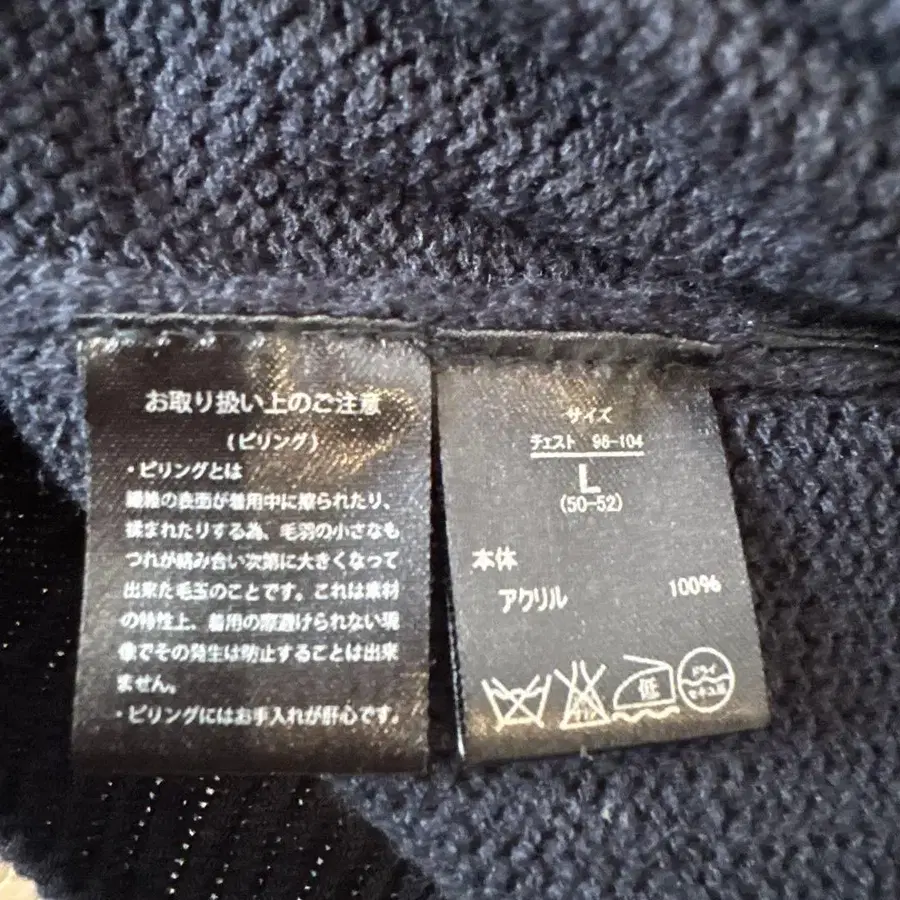 お取り扱い上のご注意
(ピリング)
・ピリングとは
繊維の表面が着用中に擦られたり、
揉まれたりする為、毛羽の小さなも
つれが絡み合い次第に大きくなって
出来た毛玉のことです。これは素材
の特性上、着用の際避けられない現
象でその発生は防止することは出来
ません。
・ピリングにはお手入れが肝心です。
サイズ
チェスト 96-104
L
(50-52)
本体
アクリル 100%
低
ドライ
セキユ系